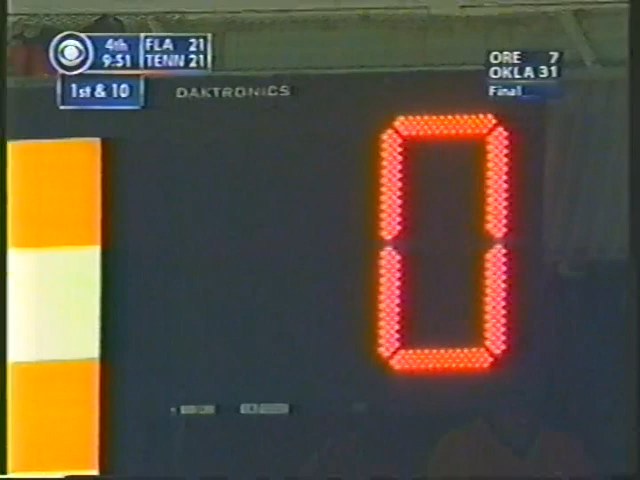 4th
9:51
FLA 21
TENN 21
1st & 10
ORE 7
OKLA 31
Final
DAKTRONICS
0